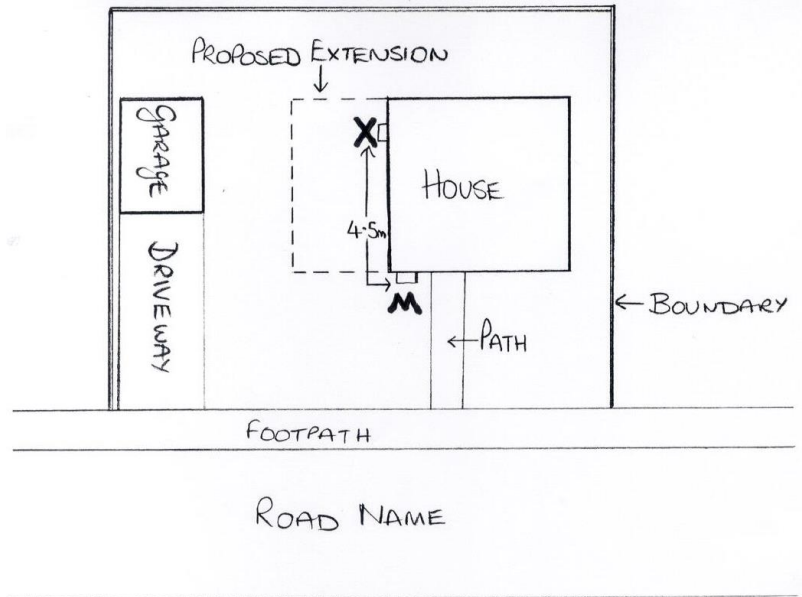 PROPOSED EXTENSION
GARAGE
X
HOUSE
4.5m
DRIVEWAY
M
BOUNDARY
PATH
FOOTPATH
ROAD NAME